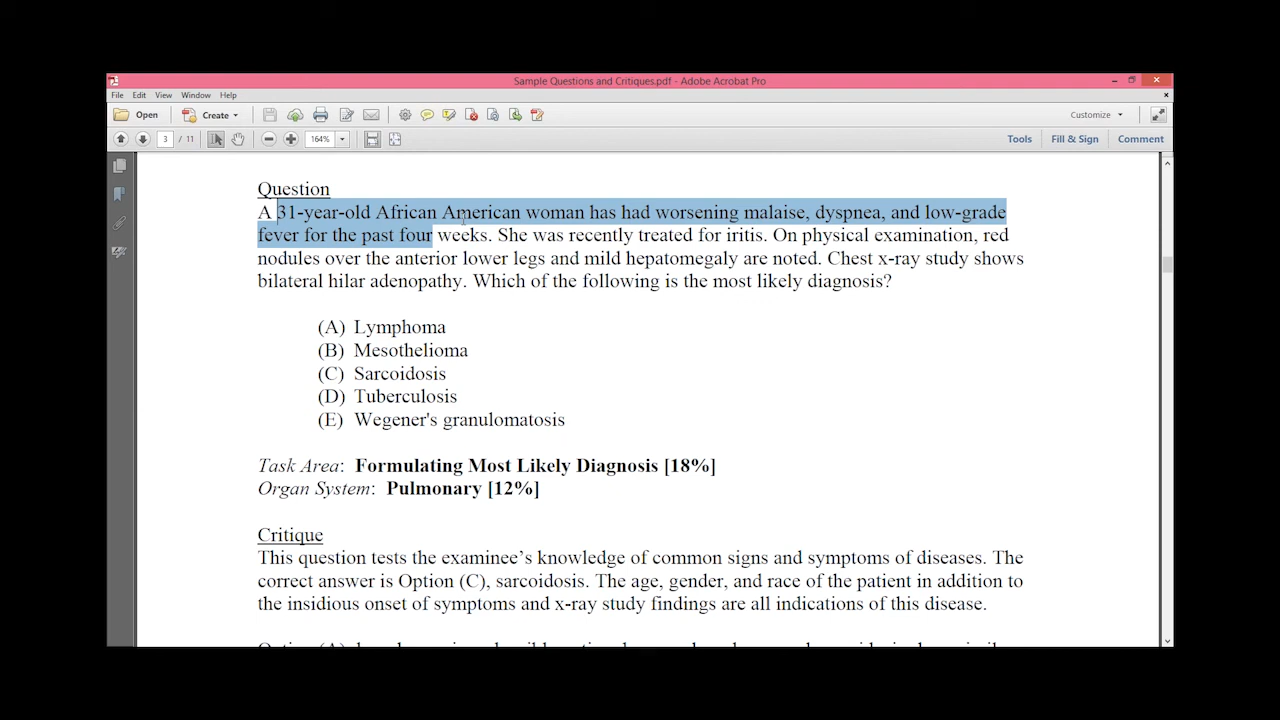 Sample Questions and Critiques.pdf - Adobe Acrobat Pro
File Edit View Window Help
Open Create Customize
3 / 11 164% Tools Fill & Sign Comment
Question
A 31-year-old African American woman has had worsening malaise, dyspnea, and low-grade
fever for the past four weeks. She was recently treated for iritis. On physical examination, red
nodules over the anterior lower legs and mild hepatomegaly are noted. Chest x-ray study shows
bilateral hilar adenopathy. Which of the following is the most likely diagnosis?
(A) Lymphoma
(B) Mesothelioma
(C) Sarcoidosis
(D) Tuberculosis
(E) Wegener's granulomatosis
Task Area: Formulating Most Likely Diagnosis [18%]
Organ System: Pulmonary [12%]
Critique
This question tests the examinee’s knowledge of common signs and symptoms of diseases. The
correct answer is Option (C), sarcoidosis. The age, gender, and race of the patient in addition to
the insidious onset of symptoms and x-ray study findings are all indications of this disease.